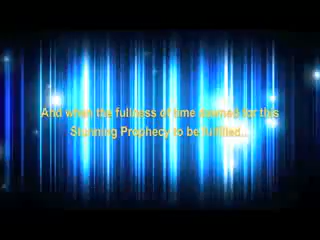 And when the fullness of time dawned for this
Stunning Prophecy to be fulfilled...